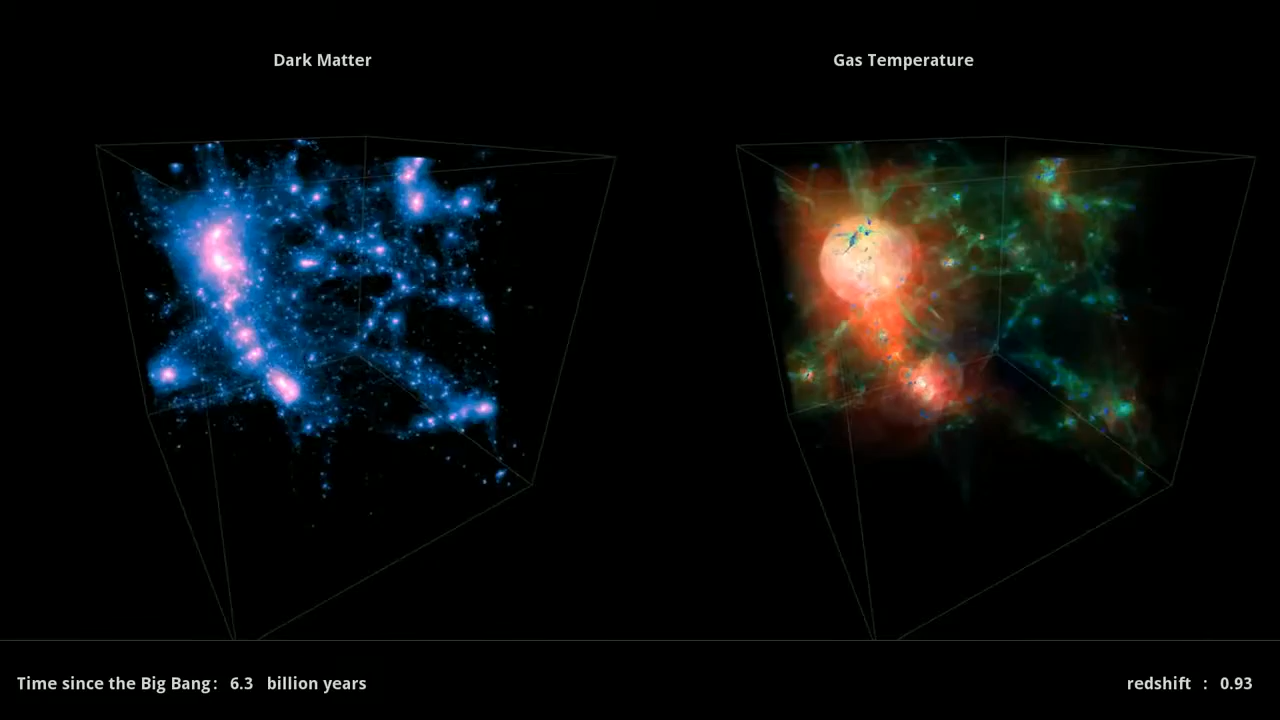 Dark Matter
Gas Temperature
Time since the Big Bang: 6.3 billion years
redshift : 0.93